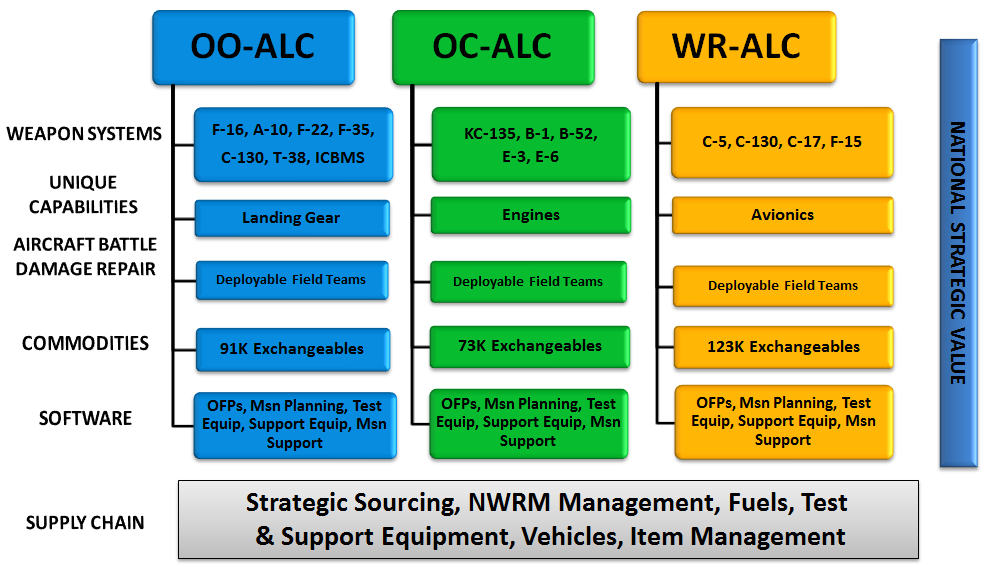 OO-ALC
OC-ALC
WR-ALC
WEAPON SYSTEMS
F-16, A-10, F-22, F-35,
C-130, T-38, ICBMS
KC-135, B-1, B-52,
E-3, E-6
C-5, C-130, C-17, F-15
UNIQUE
CAPABILITIES
Landing Gear
Engines
Avionics
AIRCRAFT BATTLE
DAMAGE REPAIR
Deployable Field Teams
Deployable Field Teams
Deployable Field Teams
COMMODITIES
91K Exchangeables
73K Exchangeables
123K Exchangeables
SOFTWARE
OFPs, Msn Planning, Test
Equip, Support Equip, Msn
Support
OFPs, Msn Planning, Test
Equip, Support Equip, Msn
Support
OFPs, Msn Planning, Test
Equip, Support Equip, Msn
Support
SUPPLY CHAIN
Strategic Sourcing, NWRM Management, Fuels, Test
& Support Equipment, Vehicles, Item Management
NATIONAL STRATEGIC VALUE